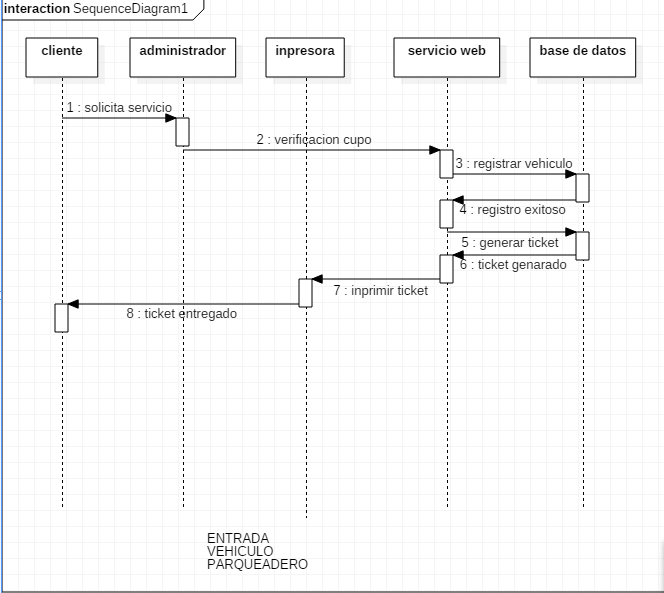 interaction SequenceDiagram1
cliente
administrador
inpresora
servicio web
base de datos
1 : solicita servicio
2 : verificacion cupo
3 : registrar vehiculo
4 : registro exitoso
5 : generar ticket
6 : ticket genarado
7 : inprimir ticket
8 : ticket entregado
ENTRADA
VEHICULO
PARQUEADERO